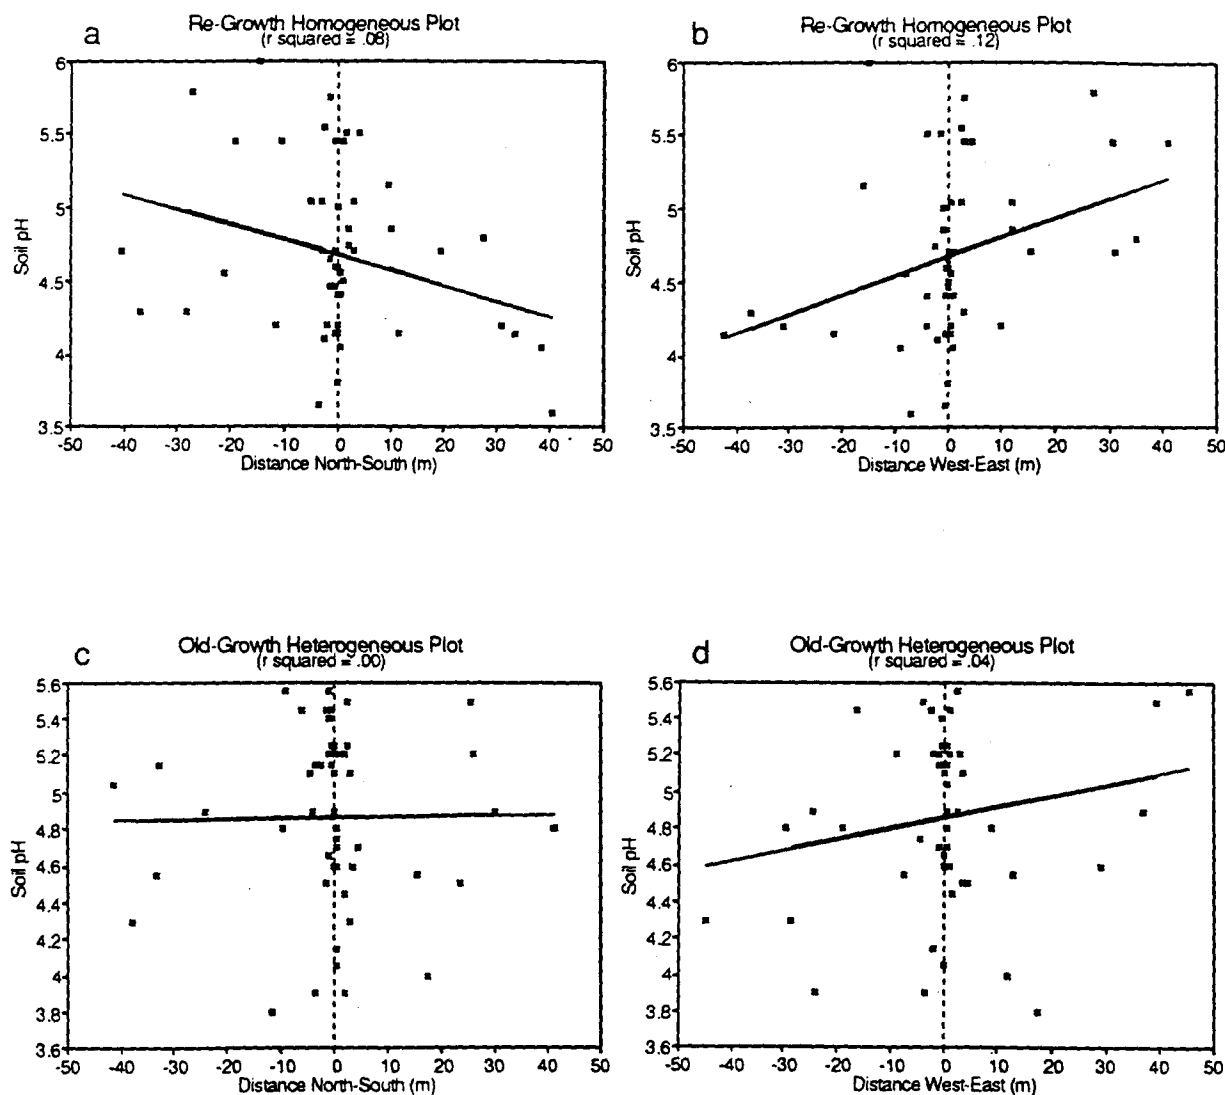 a
Re-Growth Homogeneous Plot
(r squared = .08)
6
5.5
5
4.5
4
3.5
Soil pH
-50 -40 -30 -20 -10 0 10 20 30 40 50
Distance North-South (m)
b
Re-Growth Homogeneous Plot
(r squared = .12)
6
5.5
5
4.5
4
3.5
Soil pH
-50 -40 -30 -20 -10 0 10 20 30 40 50
Distance West-East (m)
c
Old-Growth Heterogeneous Plot
(r squared = .00)
5.6
5.4
5.2
5
4.8
4.6
4.4
4.2
4
3.8
3.6
Soil pH
-50 -40 -30 -20 -10 0 10 20 30 40 50
Distance North-South (m)
d
Old-Growth Heterogeneous Plot
(r squared = .04)
5.6
5.4
5.2
5
4.8
4.6
4.4
4.2
4
3.8
3.6
Soil pH
-50 -40 -30 -20 -10 0 10 20 30 40 50
Distance West-East (m)